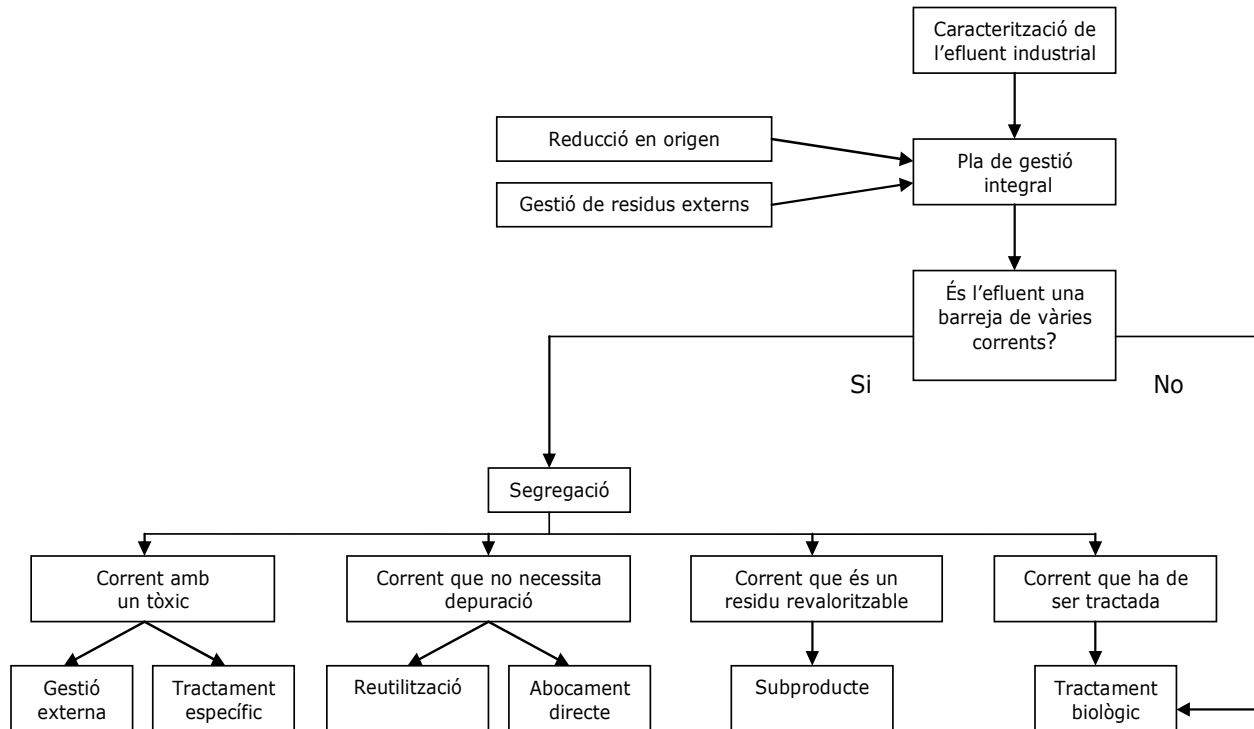 Caracterització de
l’efluent industrial
Reducció en origen
Pla de gestió
integral
Gestió de residus externs
És l’efluent una
barreja de vàries
corrents?
Si
No
Segregació
Corrent amb
un tòxic
Corrent que no necessita
depuració
Corrent que és un
residu revaloritzable
Corrent que ha de
ser tractada
Gestió
externa
Tractament
específic
Reutilització
Abocament
directe
Subproducte
Tractament
biològic